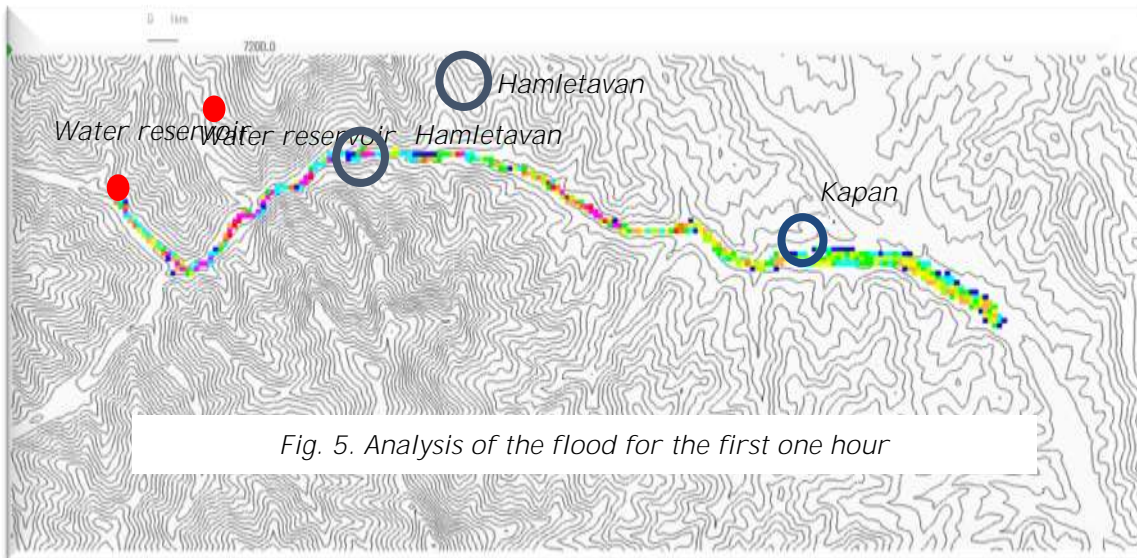 0 1km
7200.0
Hamletavan
Water reservoir
Water reservoir
Hamletavan
Kapan
Fig. 5. Analysis of the flood for the first one hour